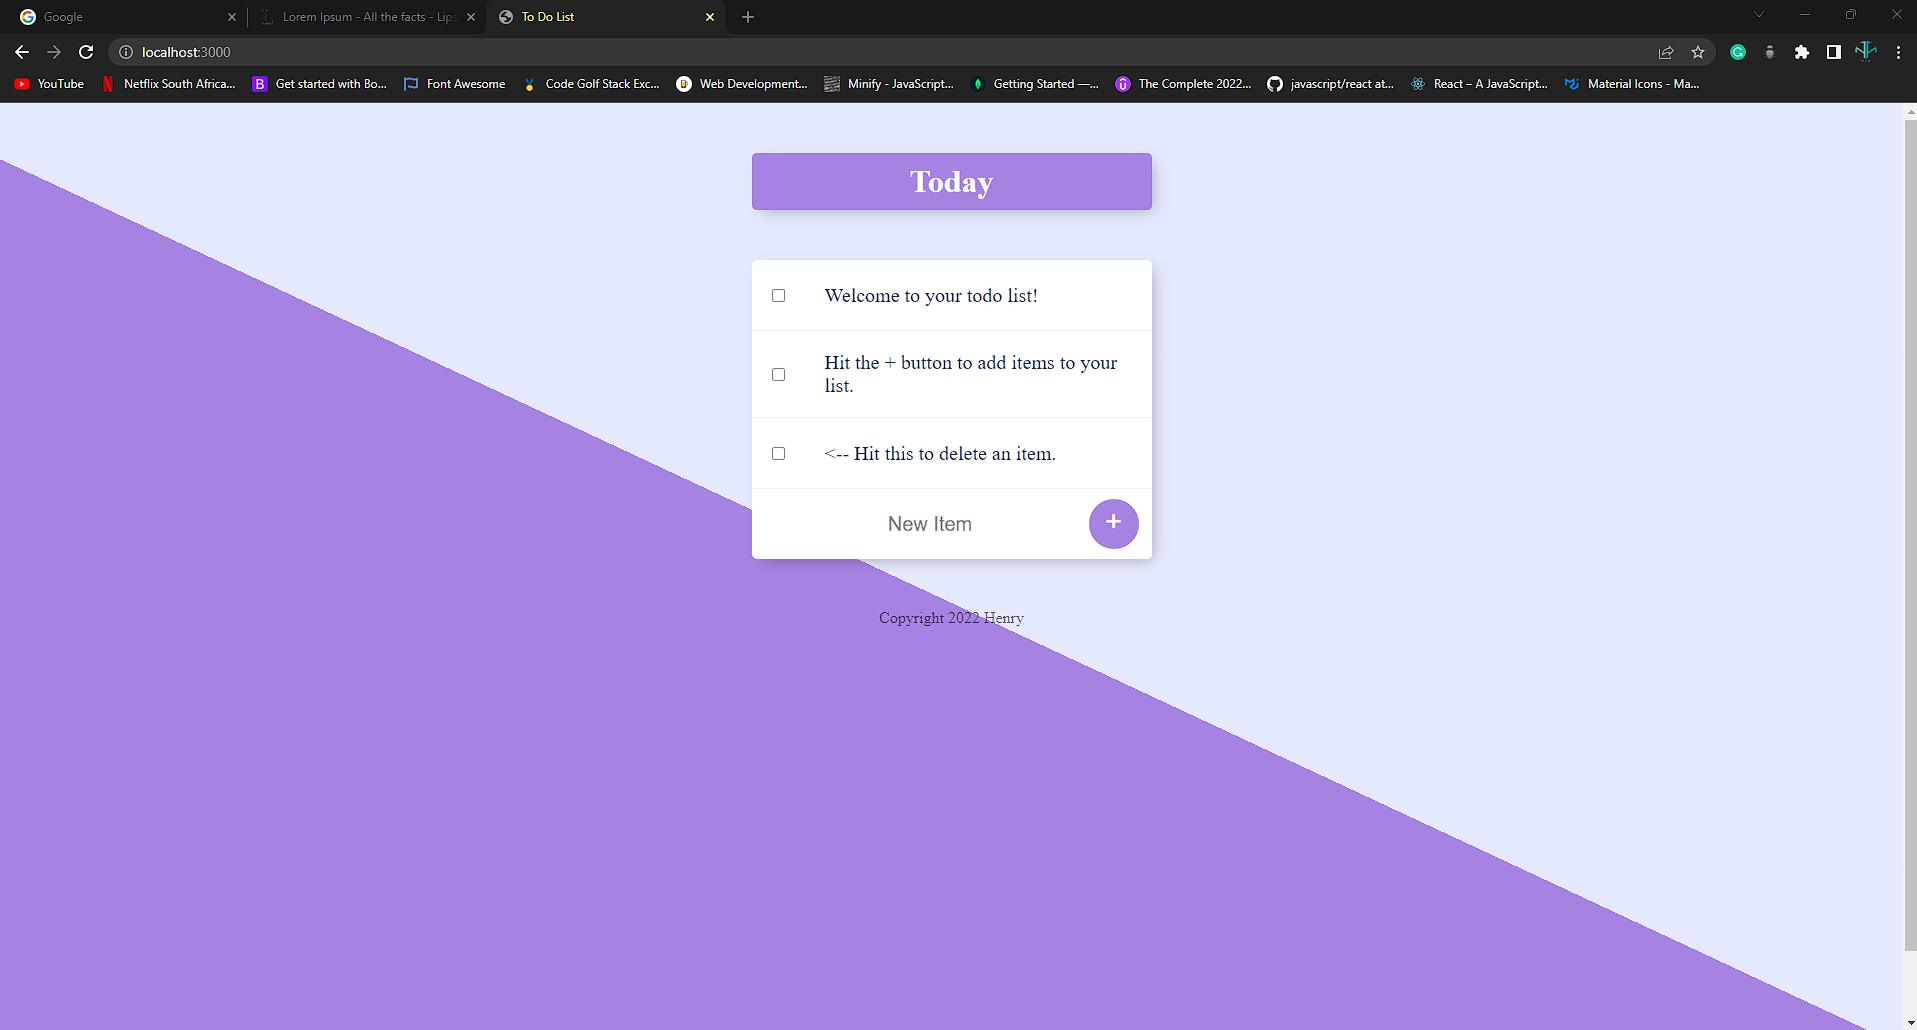 Google
Lorem Ipsum - All the facts - Lips
To Do List
localhost:3000
YouTube
Netflix South Africa...
Get started with Bo...
Font Awesome
Code Golf Stack Exc...
Web Development...
Minify - JavaScript...
Getting Started —...
The Complete 2022...
javascript/react at...
React – A JavaScript...
Material Icons - Ma...
Today
Welcome to your todo list!
Hit the + button to add items to your
list.
<-- Hit this to delete an item.
New Item
+
Copyright 2022 Henry